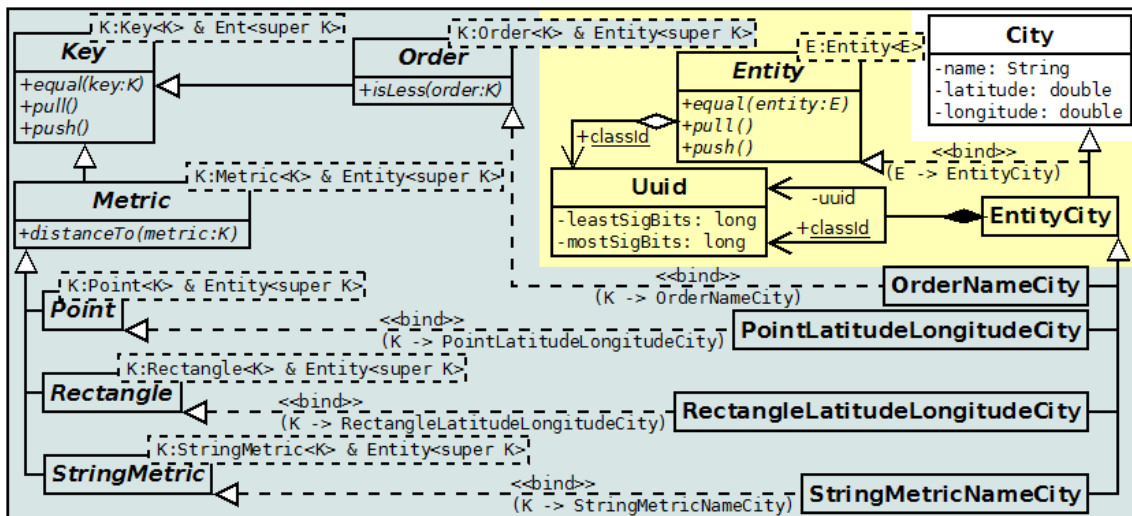 K:Key<K> & Ent<super K>
Key
+equal(key:K)
+pull()
+push()
K:Order<K> & Entity<super K>
Order
+isLess(order:K)
E:Entity<E>
Entity
+equal(entity:E)
+pull()
+push()
City
-name: String
-latitude: double
-longitude: double
+classId
<<bind>>
(E -> EntityCity)
K:Metric<K> & Entity<super K>
Metric
+distanceTo(metric:K)
Uuid
-leastSigBits: long
-mostSigBits: long
-uuid
+classId
EntityCity
K:Point<K> & Entity<super K>
Point
<<bind>>
(K -> OrderNameCity)
OrderNameCity
<<bind>>
(K -> PointLatitudeLongitudeCity)
PointLatitudeLongitudeCity
K:Rectangle<K> & Entity<super K>
Rectangle
<<bind>>
(K -> RectangleLatitudeLongitudeCity)
RectangleLatitudeLongitudeCity
K:StringMetric<K> & Entity<super K>
StringMetric
<<bind>>
(K -> StringMetricNameCity)
StringMetricNameCity